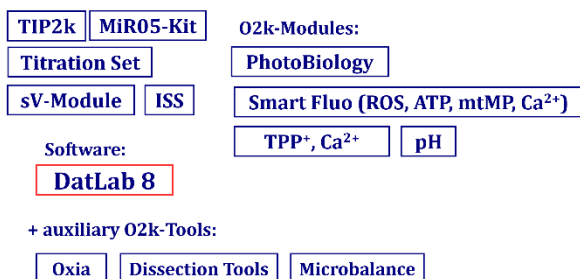 TIP2k MiR05-Kit
Titration Set
sV-Module ISS
O2k-Modules:
PhotoBiology
Smart Fluo (ROS, ATP, mtMP, Ca²⁺)
TPP⁺, Ca²⁺ pH
Software:
DatLab 8
+ auxiliary O2k-Tools:
Oxia Dissection Tools Microbalance